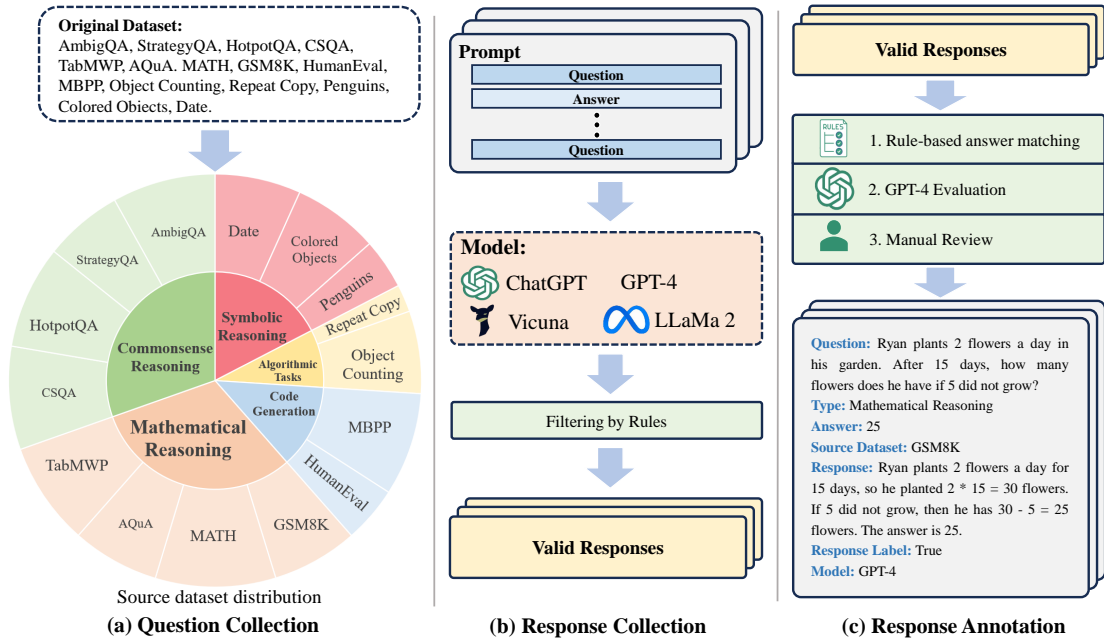 Original Dataset:
AmbigQA, StrategyQA, HotpotQA, CSQA,
TabMWP, AQuA. MATH, GSM8K, HumanEval,
MBPP, Object Counting, Repeat Copy, Penguins,
Colored Objects, Date.
AmbigQA
Date
StrategyQA
Colored
Objects
Penguins
HotpotQA
Repeat Copy
Symbolic
Reasoning
Commonsense
Reasoning
Algorithmic
Tasks
Object
Counting
CSQA
Code
Generation
Mathematical
Reasoning
MBPP
TabMWP
HumanEval
AQuA
MATH
GSM8K
Source dataset distribution
(a) Question Collection
Prompt
Question
Answer
Question
Model:
ChatGPT
GPT-4
Vicuna
LLaMa 2
Filtering by Rules
Valid Responses
(b) Response Collection
Valid Responses
RULES
1. Rule-based answer matching
2. GPT-4 Evaluation
3. Manual Review
Question: Ryan plants 2 flowers a day in
his garden. After 15 days, how many
flowers does he have if 5 did not grow?
Type: Mathematical Reasoning
Answer: 25
Source Dataset: GSM8K
Response: Ryan plants 2 flowers a day for
15 days, so he planted 2 * 15 = 30 flowers.
If 5 did not grow, then he has 30 - 5 = 25
flowers. The answer is 25.
Response Label: True
Model: GPT-4
(c) Response Annotation